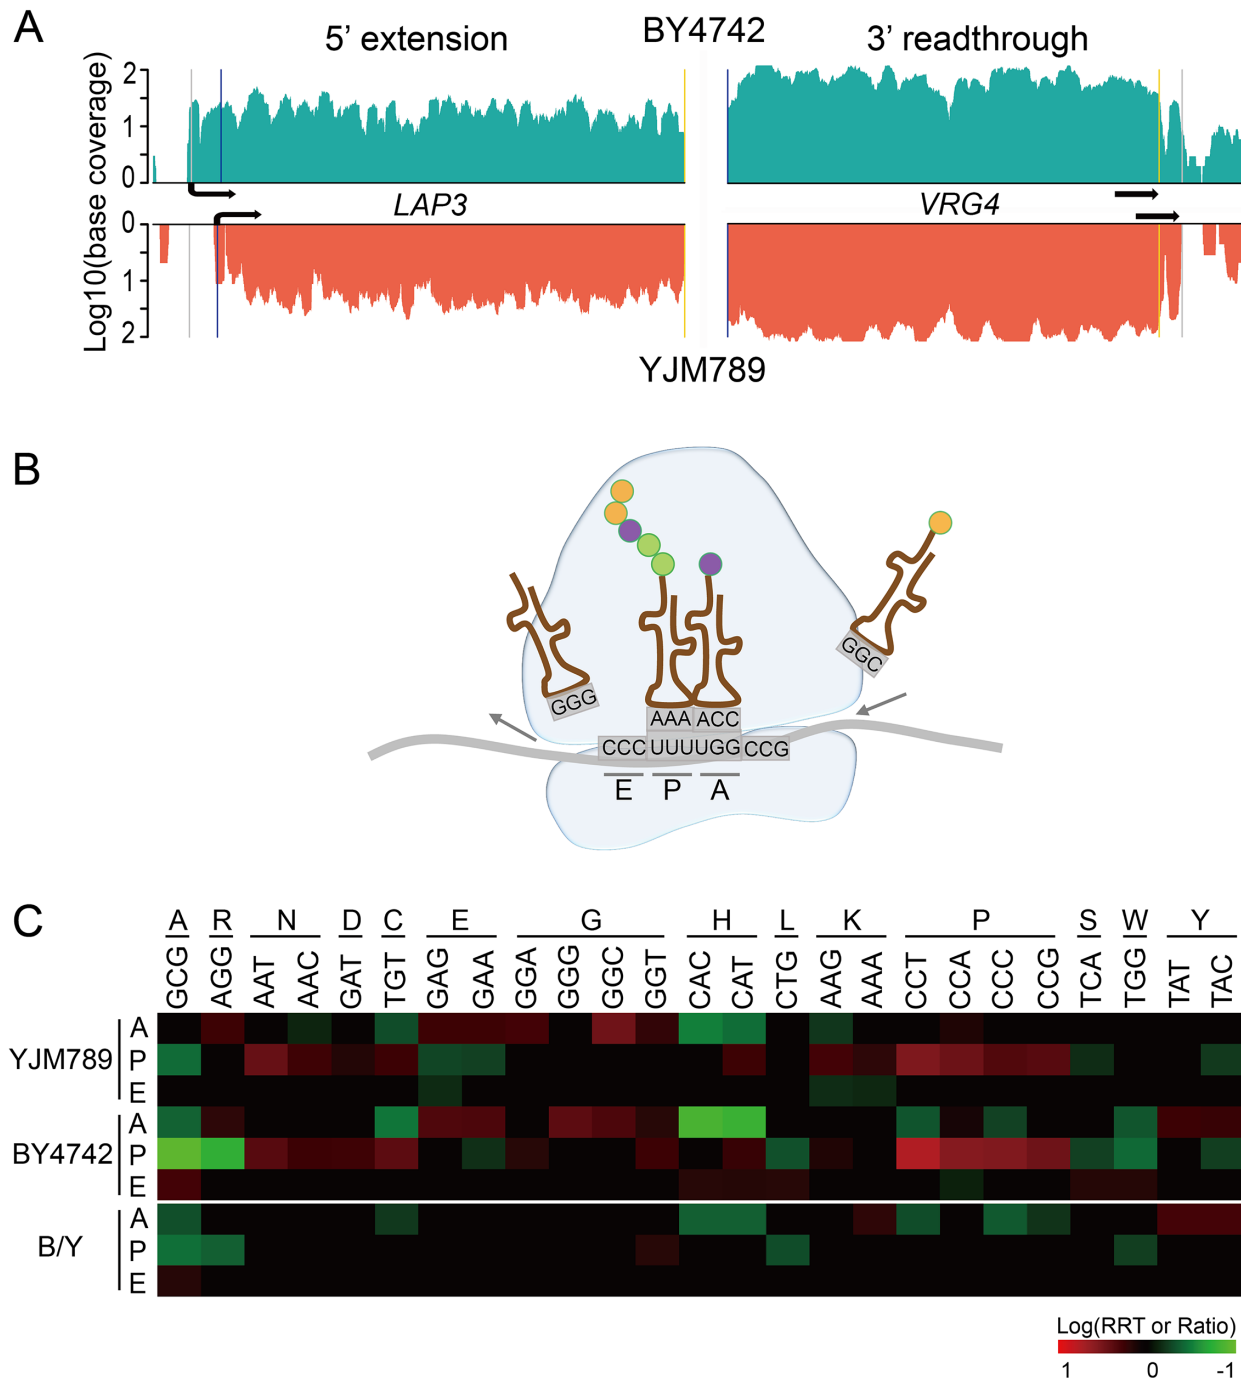 A
5’ extension BY4742 3’ readthrough
Log10(base coverage)
2
1
0
0
1
2
LAP3 VRG4
YJM789
B
GGG
GGC
AAA ACC
CCC UUUUGG CCG
E P A
C
A R N D C E G H L K P S W Y
GCG AGG AAT AAC GAT TGT GAG GAA GGA GGG GGC GGT CAC CAT CTG AAG AAA CCT CCA CCC CCG TCA TGG TAT TAC
YJM789 A P E
BY4742 A P E
B/Y A P E
Log(RRT or Ratio)
1 0 -1